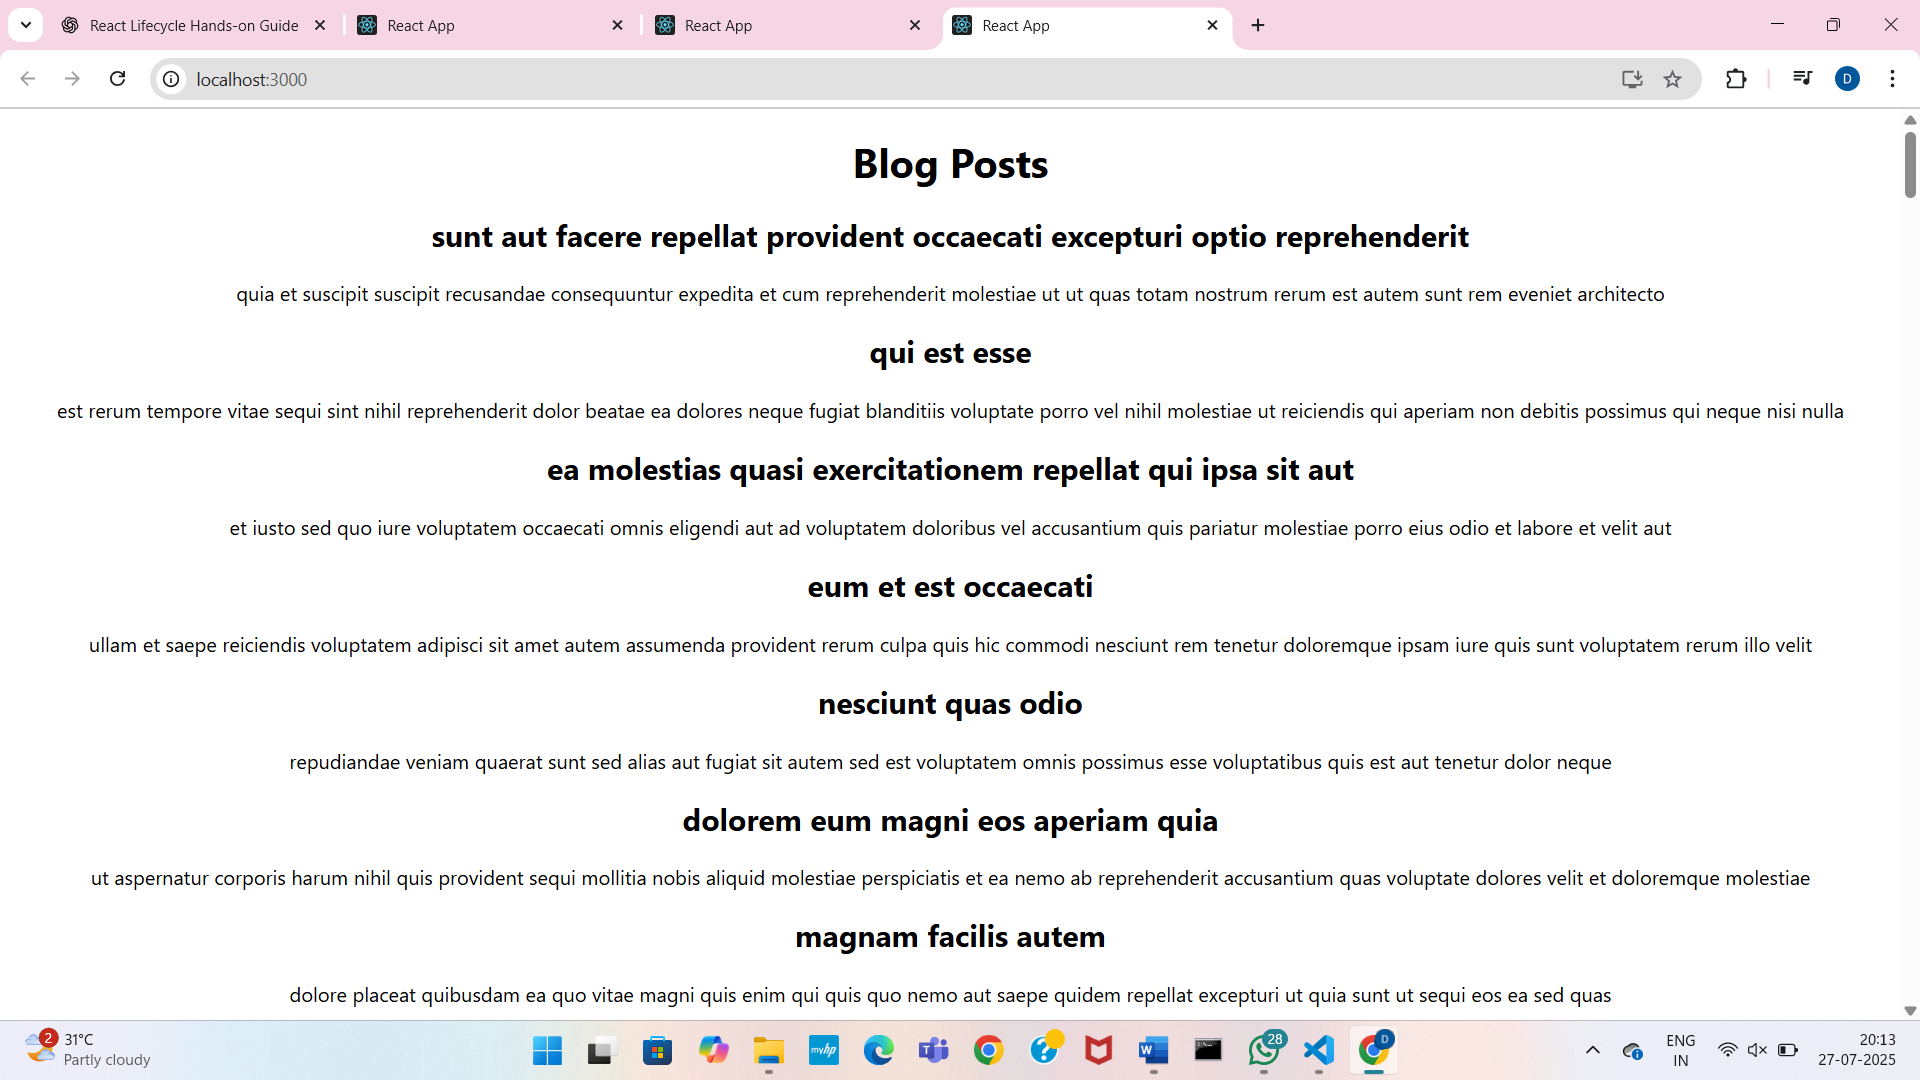 React Lifecycle Hands-on Guide
React App
React App
React App
localhost:3000
D
Blog Posts
sunt aut facere repellat provident occaecati excepturi optio reprehenderit
quia et suscipit suscipit recusandae consequuntur expedita et cum reprehenderit molestiae ut ut quas totam nostrum rerum est autem sunt rem eveniet architecto
qui est esse
est rerum tempore vitae sequi sint nihil reprehenderit dolor beatae ea dolores neque fugiat blanditiis voluptate porro vel nihil molestiae ut reiciendis qui aperiam non debitis possimus qui neque nisi nulla
ea molestias quasi exercitationem repellat qui ipsa sit aut
et iusto sed quo iure voluptatem occaecati omnis eligendi aut ad voluptatem doloribus vel accusantium quis pariatur molestiae porro eius odio et labore et velit aut
eum et est occaecati
ullam et saepe reiciendis voluptatem adipisci sit amet autem assumenda provident rerum culpa quis hic commodi nesciunt rem tenetur doloremque ipsam iure quis sunt voluptatem rerum illo velit
nesciunt quas odio
repudiandae veniam quaerat sunt sed alias aut fugiat sit autem sed est voluptatem omnis possimus esse voluptatibus quis est aut tenetur dolor neque
dolorem eum magni eos aperiam quia
ut aspernatur corporis harum nihil quis provident sequi mollitia nobis aliquid molestiae perspiciatis et ea nemo ab reprehenderit accusantium quas voluptate dolores velit et doloremque molestiae
magnam facilis autem
dolore placeat quibusdam ea quo vitae magni quis enim qui quis quo nemo aut saepe quidem repellat excepturi ut quia sunt ut sequi eos ea sed quas
2
31°C
Partly cloudy
myhp
T
?
W
28
D
ENG
IN
20:13
27-07-2025